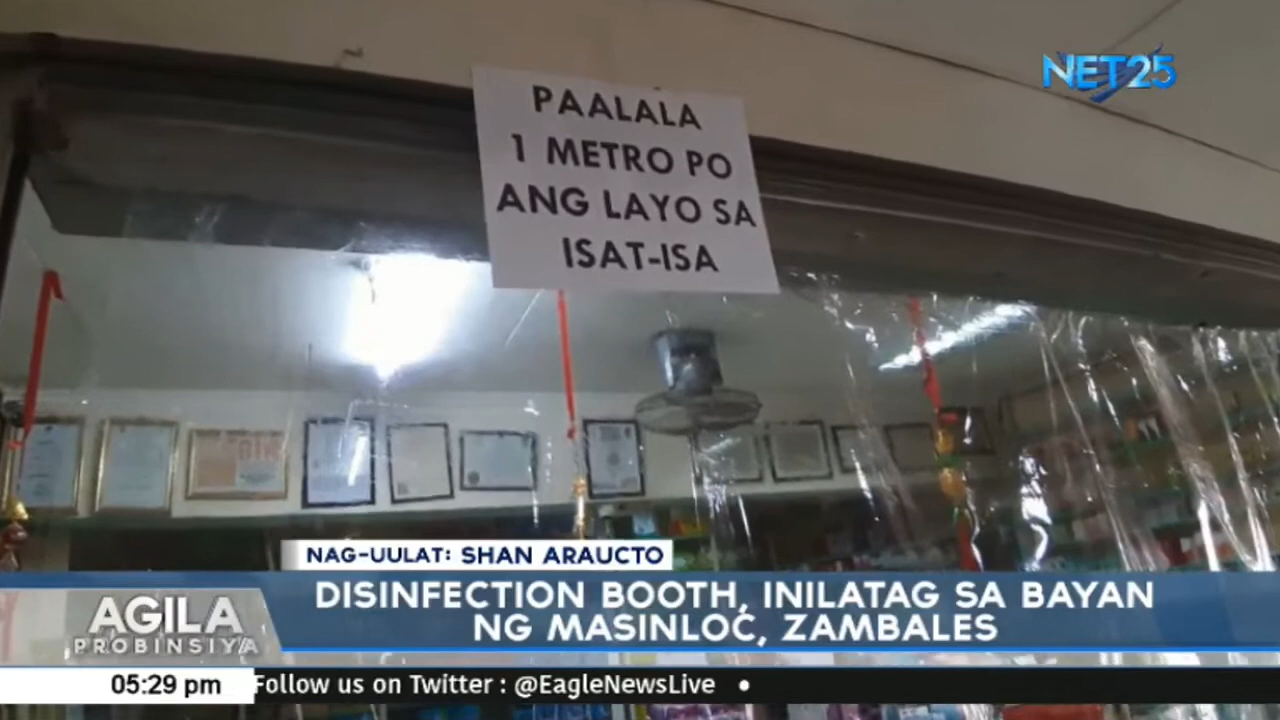 NET25
PAALALA
1 METRO PO
ANG LAYO SA
ISAT-ISA
NAG-UULAT: SHAN ARAUCTO
DISINFECTION BOOTH, INILATAG SA BAYAN
NG MASINLOC, ZAMBALES
AGILA
PROBINSIYA
05:29 pm
Follow us on Twitter : @EagleNewsLive •